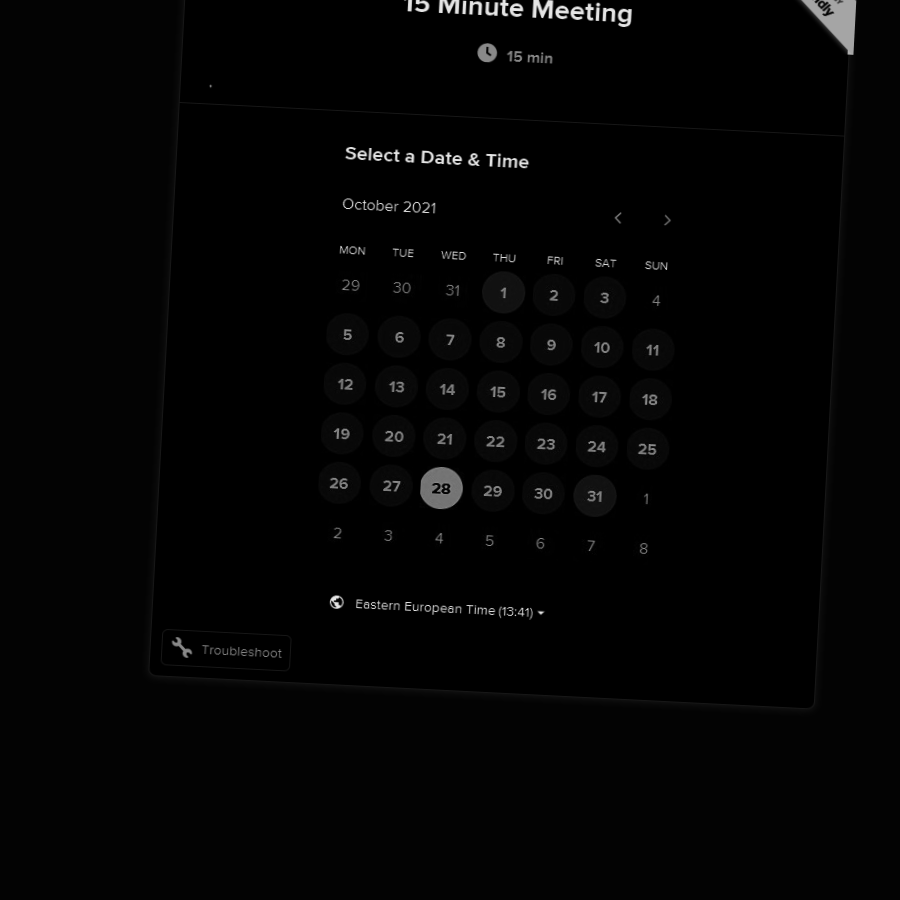 15 Minute Meeting
15 min
.
Select a Date & Time
October 2021
MON TUE WED THU FRI SAT SUN
29 30 31 1 2 3 4
5 6 7 8 9 10 11
12 13 14 15 16 17 18
19 20 21 22 23 24 25
26 27 28 29 30 31 1
2 3 4 5 6 7 8
Eastern European Time (13:41)
Troubleshoot